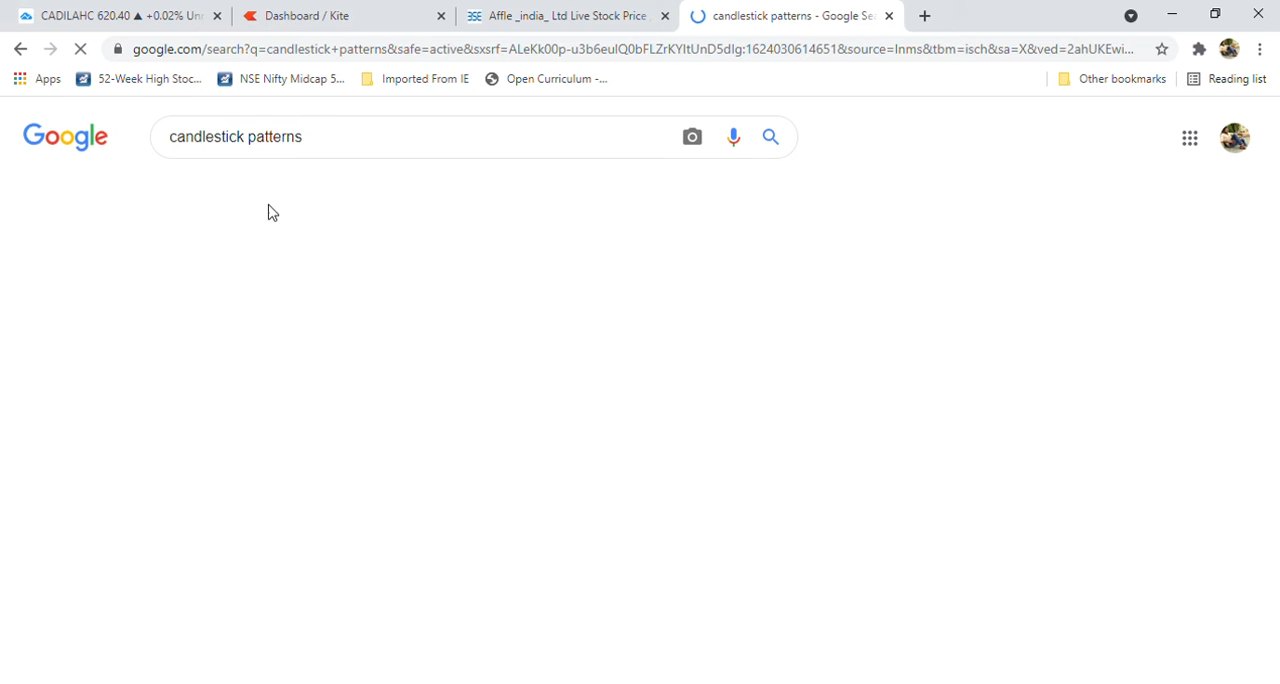 CADILAHC 620.40 ▲ +0.02% Un
Dashboard / Kite
Affle _india_ Ltd Live Stock Price
candlestick patterns - Google Se
google.com/search?q=candlestick+patterns&safe=active&sxsrf=ALeKk00p-u3b6eulQ0bFLZrKYltUnD5dlg:1624030614651&source=lnms&tbm=isch&sa=X&ved=2ahUKEwi...
Apps
52-Week High Stoc...
NSE Nifty Midcap 5...
Imported From IE
Open Curriculum -...
Other bookmarks
Reading list
Google
candlestick patterns